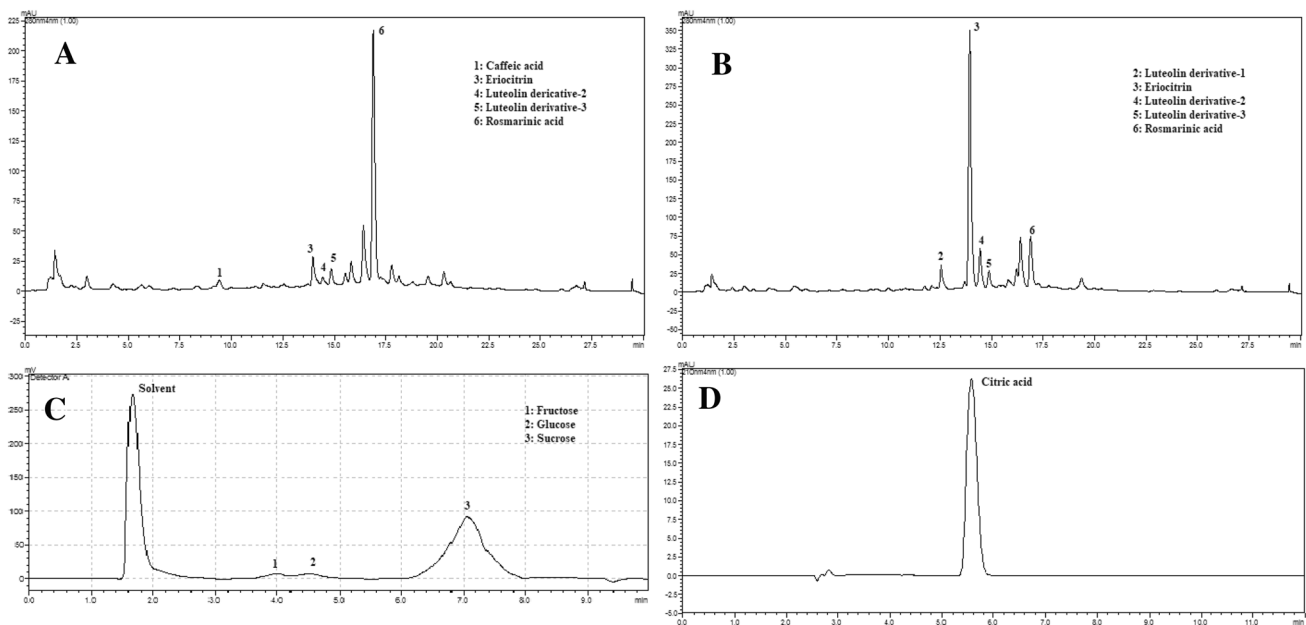 mAU
280nm4nm (1.00)
A
6
1: Caffeic acid
3: Eriocitrin
4: Luteolin dericative-2
5: Luteolin derivative-3
6: Rosmarinic acid
225
200
175
150
125
100
75
50
25
0
-25
1
3
4
5
0.0 2.5 5.0 7.5 10.0 12.5 15.0 17.5 20.0 22.5 25.0 27.5 min
mAU
280nm4nm (1.00)
B
3
2: Luteolin derivative-1
3: Eriocitrin
4: Luteolin derivative-2
5: Luteolin derivative-3
6: Rosmarinic acid
350
300
250
200
150
100
50
0
-50
2
4
5
6
0.0 2.5 5.0 7.5 10.0 12.5 15.0 17.5 20.0 22.5 25.0 27.5 min
mV
Detector A
C
Solvent
1: Fructose
2: Glucose
3: Sucrose
300
250
200
150
100
50
0
1
2
3
0.0 1.0 2.0 3.0 4.0 5.0 6.0 7.0 8.0 9.0 min
mAU
210nm4nm (1.00)
D
Citric acid
27.5
25.0
22.5
20.0
17.5
15.0
12.5
10.0
7.5
5.0
2.5
0.0
-2.5
-5.0
0.0 1.0 2.0 3.0 4.0 5.0 6.0 7.0 8.0 9.0 10.0 11.0 min